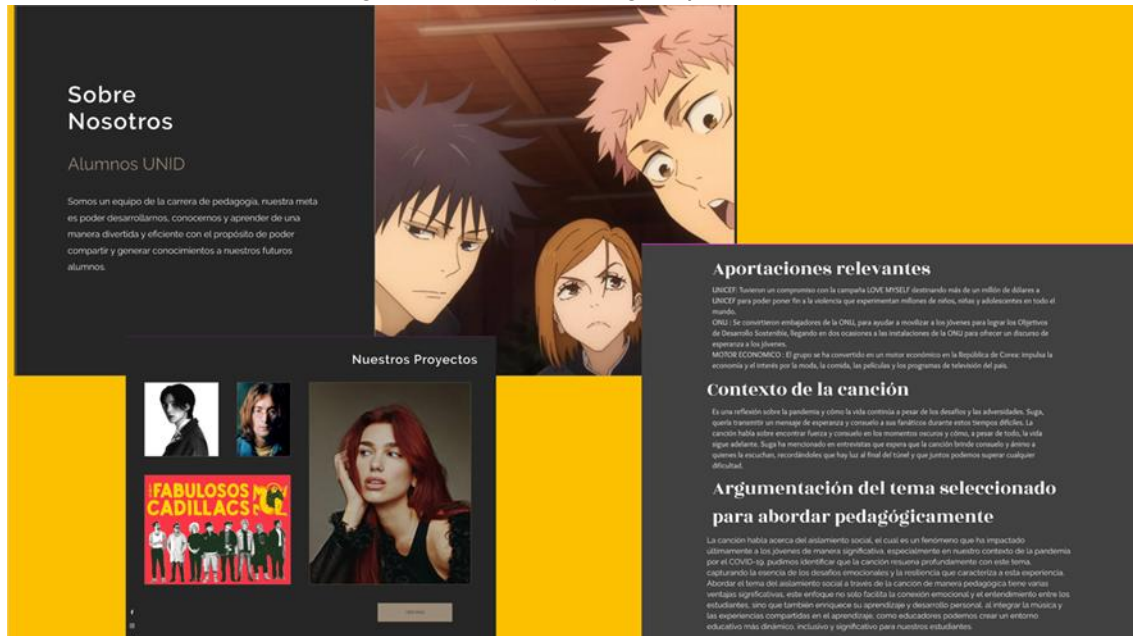 Sobre
Nosotros
Alumnos UNID
Somos un equipo de la carrera de pedagogía, nuestra meta
es poder desarrollarnos, conocernos y aprender de una
manera divertida y eficiente con el propósito de poder
compartir y generar conocimientos a nuestros futuros
alumnos.
Nuestros Proyectos
FABULOSOS
CADILLACS
Aportaciones relevantes
UNICEF: Tuvieron un compromiso con la campaña LOVE MYSELF destinando más de un millón de dólares a
UNICEF para poder poner fin a la violencia que experimentan millones de niños, niñas y adolescentes en todo el
mundo.
ONU : Se convirtieron embajadores de la ONU, para ayudar a movilizar a los jóvenes para lograr los Objetivos
de Desarrollo Sostenible, llegando en dos ocasiones a las instalaciones de la ONU para ofrecer un discurso de
esperanza a los jóvenes.
MOTOR ECONOMICO : El grupo se ha convertido en un motor económico en la República de Corea: impulsa la
economía y el interés por la moda, la comida, las películas y los programas de televisión del país.
Contexto de la canción
Es una reflexión sobre la pandemia y cómo la vida continúa a pesar de los desafíos y las adversidades. Suga,
quería transmitir un mensaje de esperanza y consuelo a sus fanáticos durante estos tiempos difíciles. La
canción habla sobre encontrar fuerza y consuelo en los momentos oscuros y cómo, a pesar de todo, la vida
sigue adelante. Suga ha mencionado en entrevistas que espera que la canción brinde consuelo y ánimo a
quienes la escuchan, recordándoles que hay luz al final del túnel y que juntos podemos superar cualquier
dificultad.
Argumentación del tema seleccionado
para abordar pedagógicamente
La canción habla acerca del aislamiento social, el cual es un fenómeno que ha impactado
últimamente a los jóvenes de manera significativa, especialmente en nuestro contexto de la pandemia
por el COVID-19, pudimos identificar que la canción resuena profundamente con este tema,
capturando la esencia de los desafíos emocionales y la resiliencia que caracteriza a esta experiencia.
Abordar el tema del aislamiento social a través de la canción de manera pedagógica tiene varias
ventajas significativas, este enfoque no solo facilita la conexión emocional y el entendimiento entre los
estudiantes, sino que también enriquece su aprendizaje y desarrollo personal, al integrar la música y
las experiencias compartidas en el aprendizaje, como educadores podemos crear un entorno
educativo más dinámico, inclusivo y significativo para nuestros estudiantes.